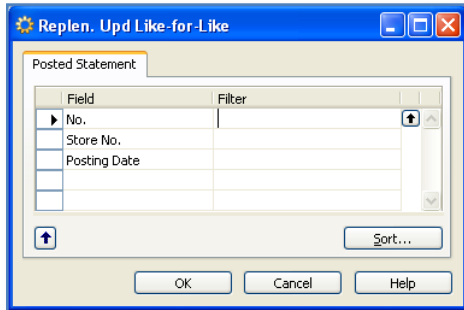 Replen. Upd Like-for-Like
Posted Statement
Field Filter
No.
Store No.
Posting Date
Sort...
OK Cancel Help